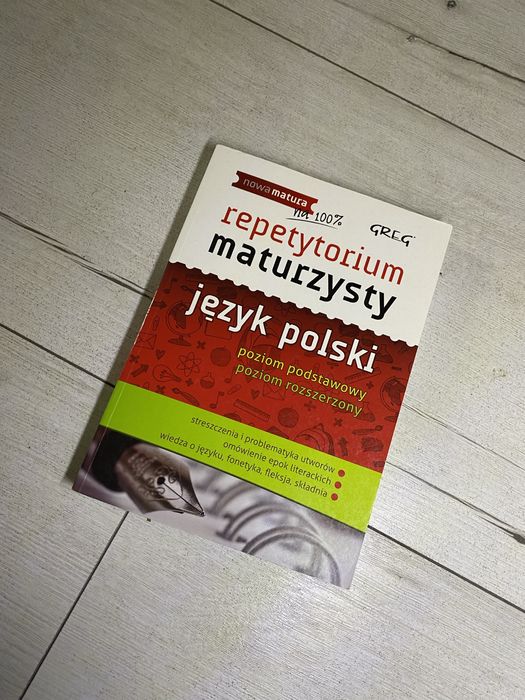 nowa matura
na 100%
GREG
repetytorium
maturzysty
język polski
poziom podstawowy
poziom rozszerzony
streszczenia i problematyka utworów
omówienie epok literackich
wiedza o języku, fonetyka, fleksja, składnia